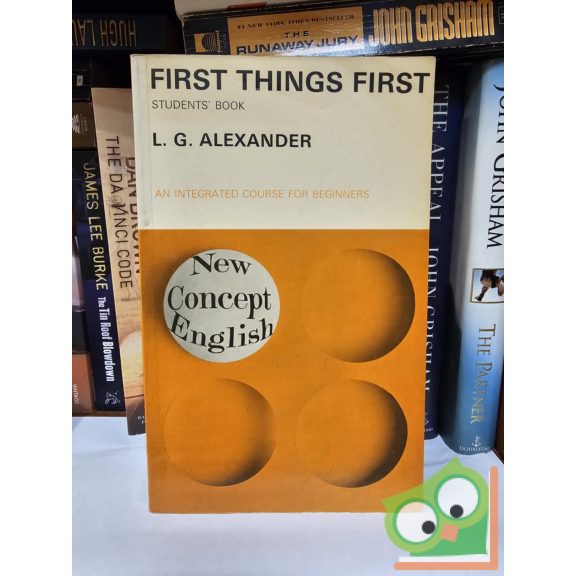 #1 NEW YORK TIMES BESTSELLER
THE
RUNAWAY JURY
JOHN GRISHAM
HUGH LAU
FIRST THINGS FIRST
STUDENTS' BOOK
L. G. ALEXANDER
AN INTEGRATED COURSE FOR BEGINNERS
New
Concept
English
JAMES LEE BURKE
The Tin Roof Blowdown
DAN BROWN
THE DA VINCI CODE
THE APPEAL
JOHN GRISHAM
JOHN GRISHAM
THE PARTNER
DOUBLEDAY